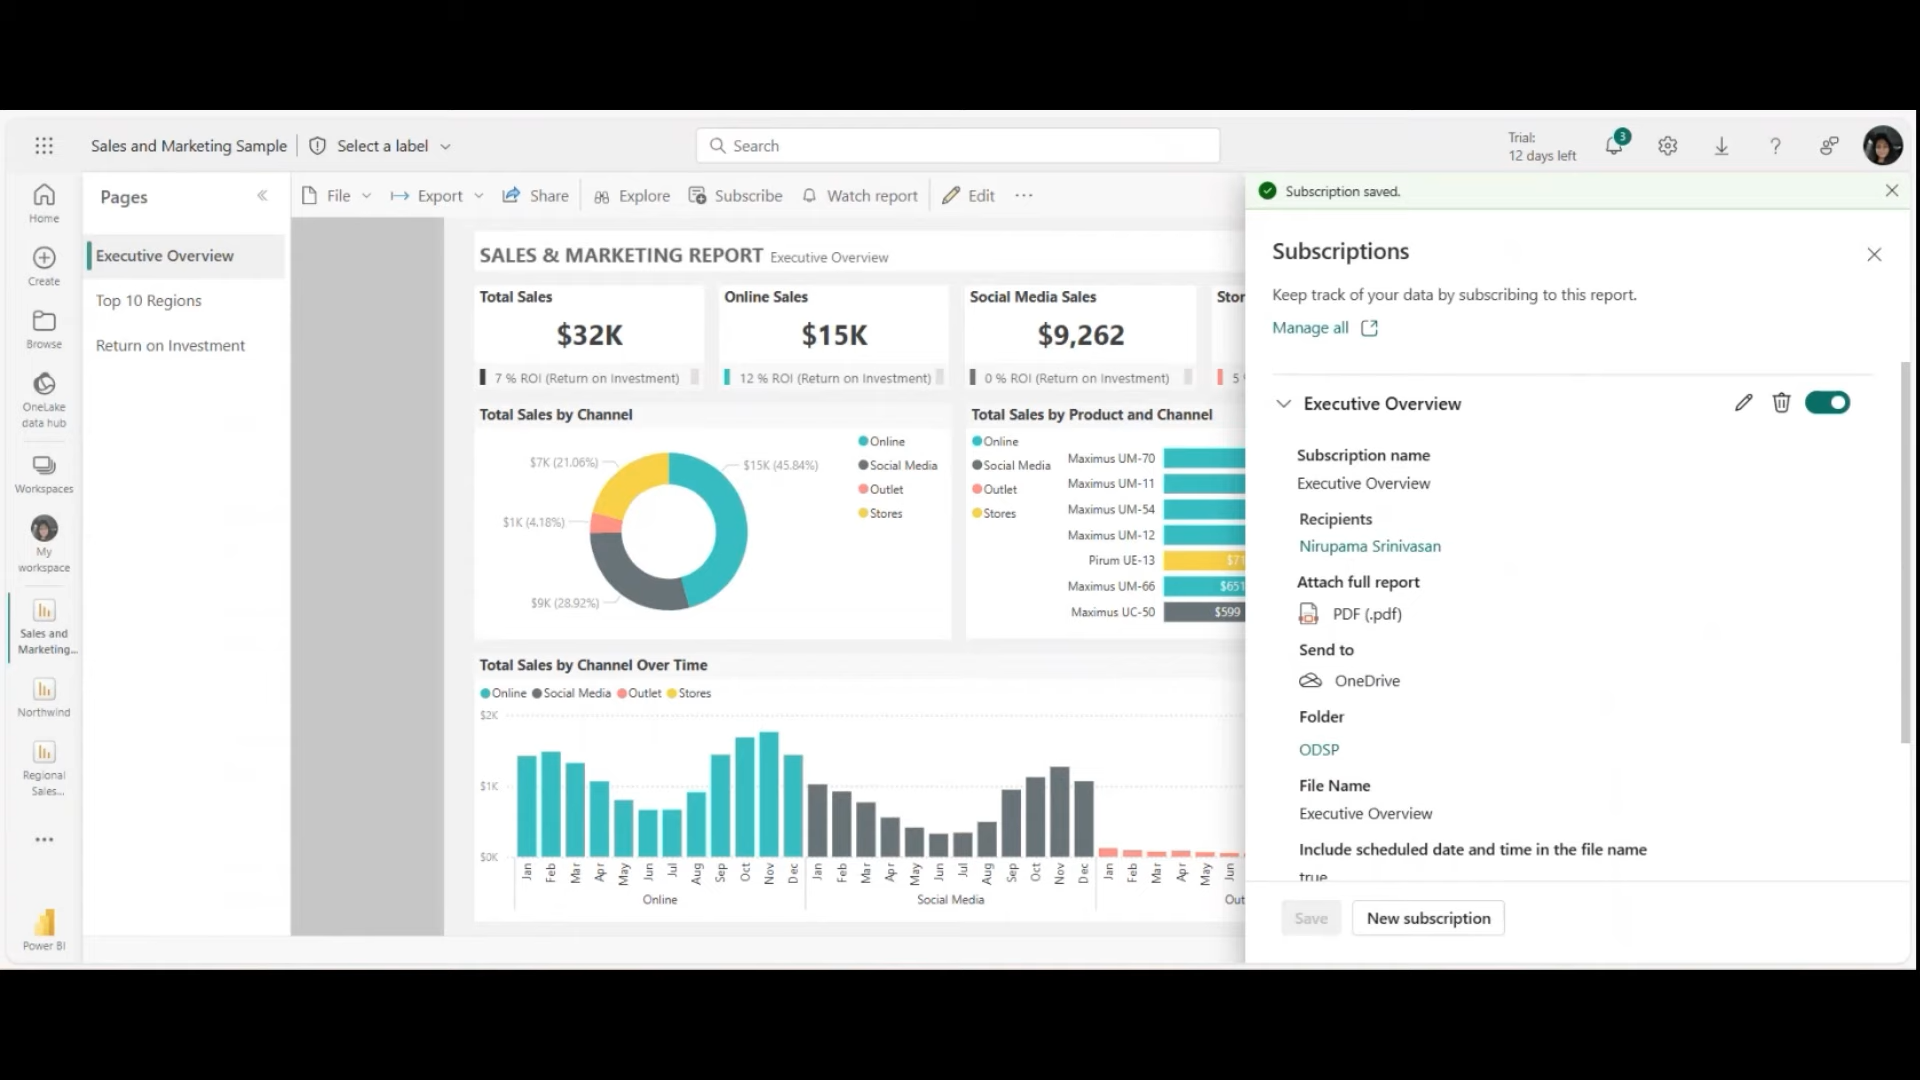 Sales and Marketing Sample
Select a label
Search
Trial:
12 days left
3
Home
Create
Browse
OneLake
data hub
Workspaces
My
workspace
Sales and
Marketing...
Northwind
Regional
Sales...
Power BI
Pages
Executive Overview
Top 10 Regions
Return on Investment
File
Export
Share
Explore
Subscribe
Watch report
Edit
SALES & MARKETING REPORT Executive Overview
Total Sales
$32K
7 % ROI (Return on Investment)
Online Sales
$15K
12 % ROI (Return on Investment)
Social Media Sales
$9,262
0 % ROI (Return on Investment)
Stor
5
Total Sales by Channel
$7K (21.06%)
$15K (45.84%)
$1K (4.18%)
$9K (28.92%)
Online
Social Media
Outlet
Stores
Total Sales by Product and Channel
Online
Social Media
Outlet
Stores
Maximus UM-70
Maximus UM-11
Maximus UM-54
Maximus UM-12
Pirum UE-13
$71
Maximus UM-66
$651
Maximus UC-50
$599
Total Sales by Channel Over Time
Online Social Media Outlet Stores
$2K
$1K
$0K
Jan Feb Mar Apr May Jun Jul Aug Sep Oct Nov Dec Jan Feb Mar Apr May Jun Jul Aug Sep Oct Nov Dec Jan Feb Mar Apr May Jun
Online Social Media Out
Subscription saved.
Subscriptions
Keep track of your data by subscribing to this report.
Manage all
Executive Overview
Subscription name
Executive Overview
Recipients
Nirupama Srinivasan
Attach full report
PDF (.pdf)
Send to
OneDrive
Folder
ODSP
File Name
Executive Overview
Include scheduled date and time in the file name
true
Save
New subscription